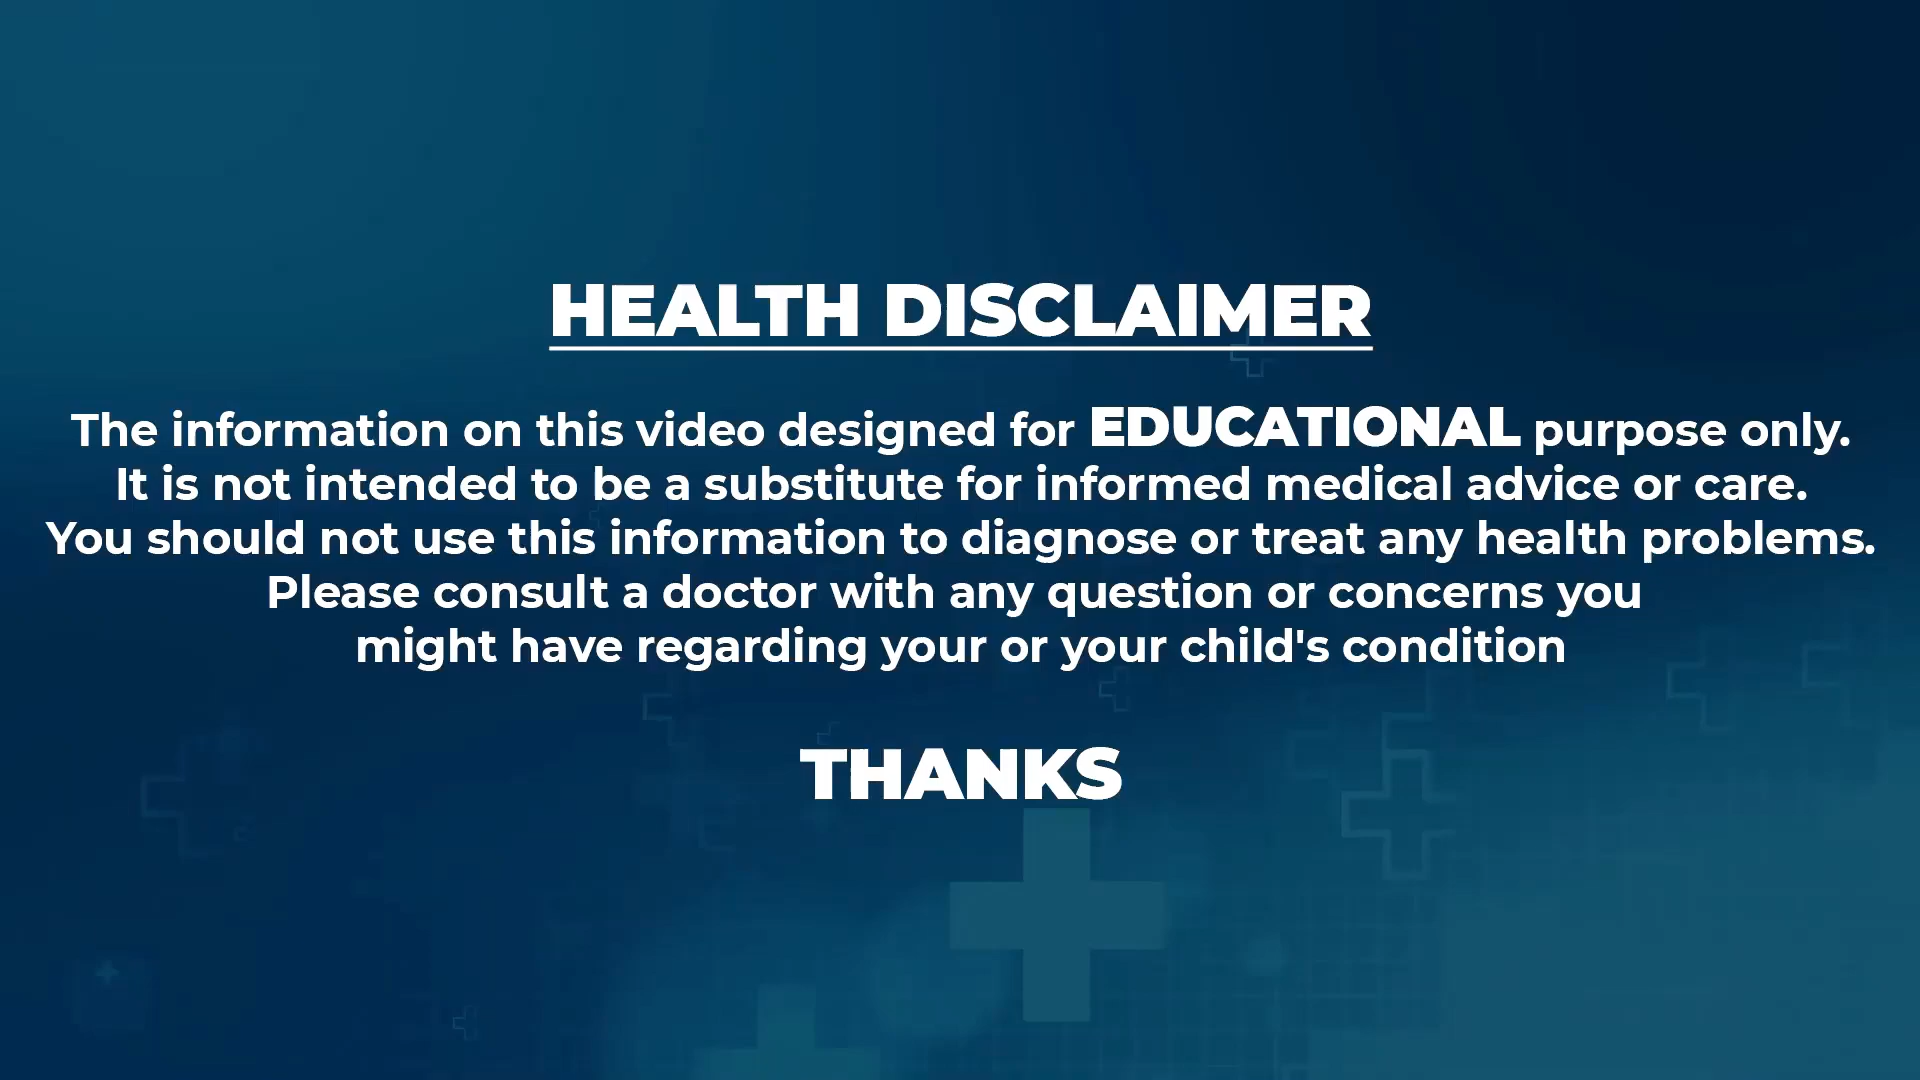 HEALTH DISCLAIMER
The information on this video designed for EDUCATIONAL purpose only.
It is not intended to be a substitute for informed medical advice or care.
You should not use this information to diagnose or treat any health problems.
Please consult a doctor with any question or concerns you
might have regarding your or your child's condition
THANKS